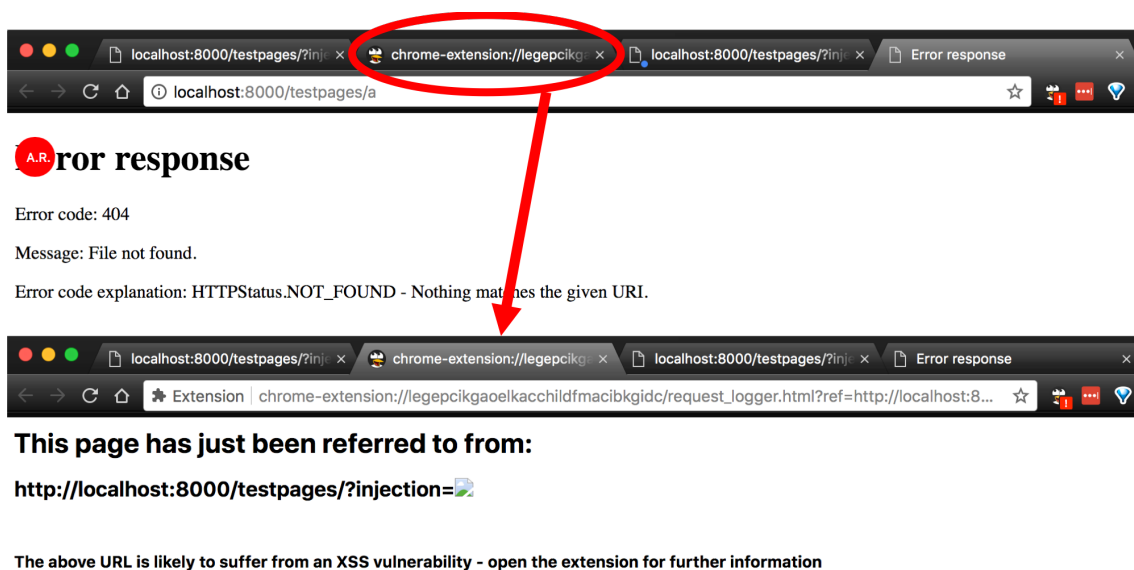 localhost:8000/testpages/?inje
chrome-extension://legepcikga
localhost:8000/testpages/?inje
Error response
localhost:8000/testpages/a
A.R.
ror response
Error code: 404
Message: File not found.
Error code explanation: HTTPStatus.NOT_FOUND - Nothing matches the given URI.
localhost:8000/testpages/?inje
chrome-extension://legepcikga
localhost:8000/testpages/?inje
Error response
Extension chrome-extension://legepcikgaoelkacchildfmacibkgidc/request_logger.html?ref=http://localhost:8...
This page has just been referred to from:
http://localhost:8000/testpages/?injection=
The above URL is likely to suffer from an XSS vulnerability - open the extension for further information